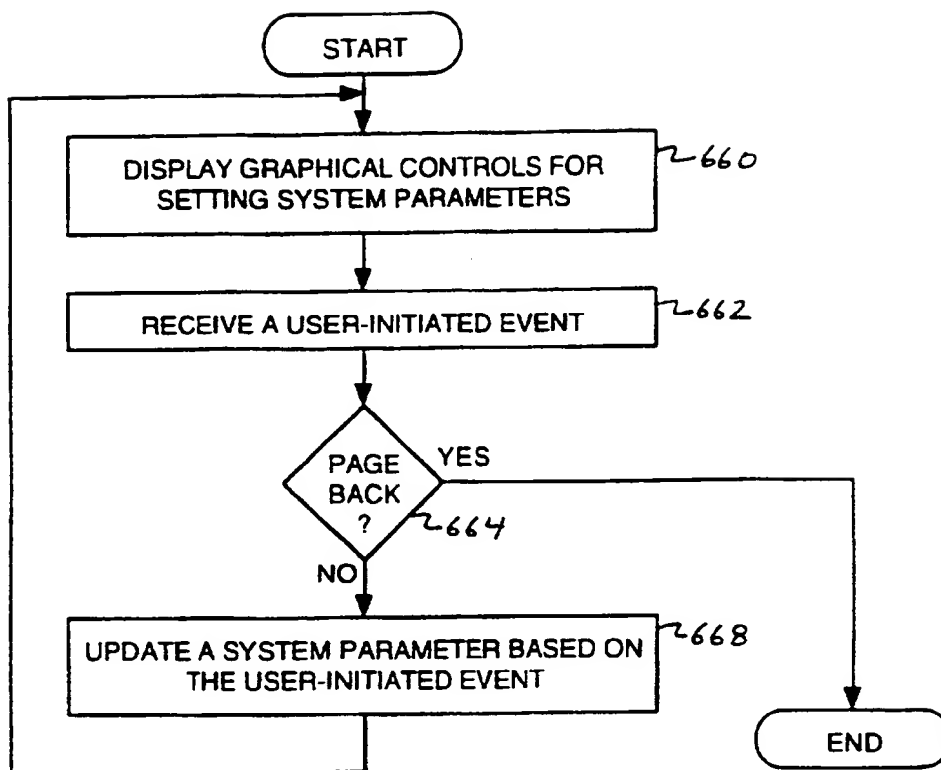 START
DISPLAY GRAPHICAL CONTROLS FOR
SETTING SYSTEM PARAMETERS
660
RECEIVE A USER-INITIATED EVENT
662
PAGE
BACK
?
YES
664
NO
UPDATE A SYSTEM PARAMETER BASED ON
THE USER-INITIATED EVENT
668
END